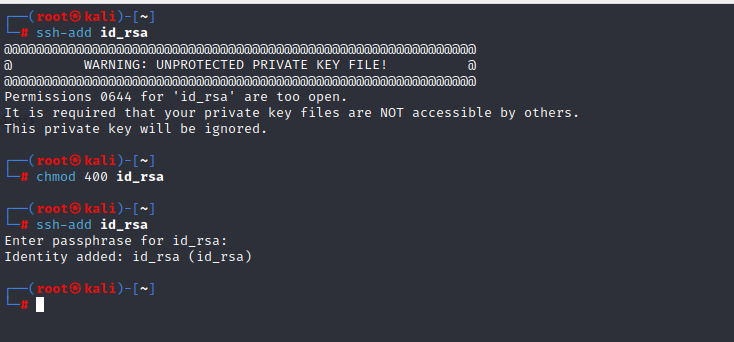 ┌──(root㉿kali)-[~]
└─# ssh-add id_rsa
@@@@@@@@@@@@@@@@@@@@@@@@@@@@@@@@@@@@@@@@@@@@@@@@@@@@@@@@@@@
@         WARNING: UNPROTECTED PRIVATE KEY FILE!          @
@@@@@@@@@@@@@@@@@@@@@@@@@@@@@@@@@@@@@@@@@@@@@@@@@@@@@@@@@@@
Permissions 0644 for 'id_rsa' are too open.
It is required that your private key files are NOT accessible by others.
This private key will be ignored.
┌──(root㉿kali)-[~]
└─# chmod 400 id_rsa
┌──(root㉿kali)-[~]
└─# ssh-add id_rsa
Enter passphrase for id_rsa:
Identity added: id_rsa (id_rsa)
┌──(root㉿kali)-[~]
└─#